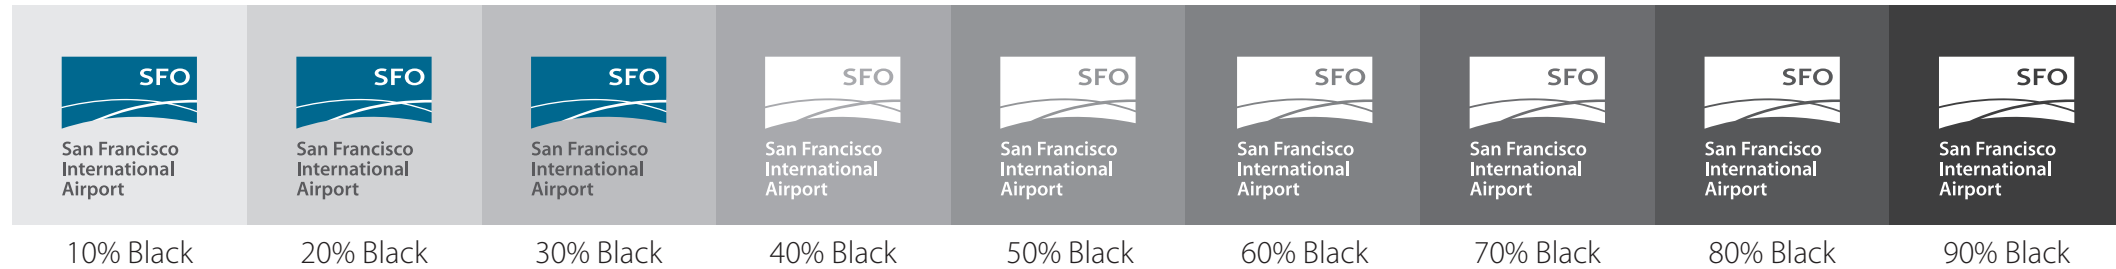 SFO
San Francisco
International
Airport
10% Black
SFO
San Francisco
International
Airport
20% Black
SFO
San Francisco
International
Airport
30% Black
SFO
San Francisco
International
Airport
40% Black
SFO
San Francisco
International
Airport
50% Black
SFO
San Francisco
International
Airport
60% Black
SFO
San Francisco
International
Airport
70% Black
SFO
San Francisco
International
Airport
80% Black
SFO
San Francisco
International
Airport
90% Black